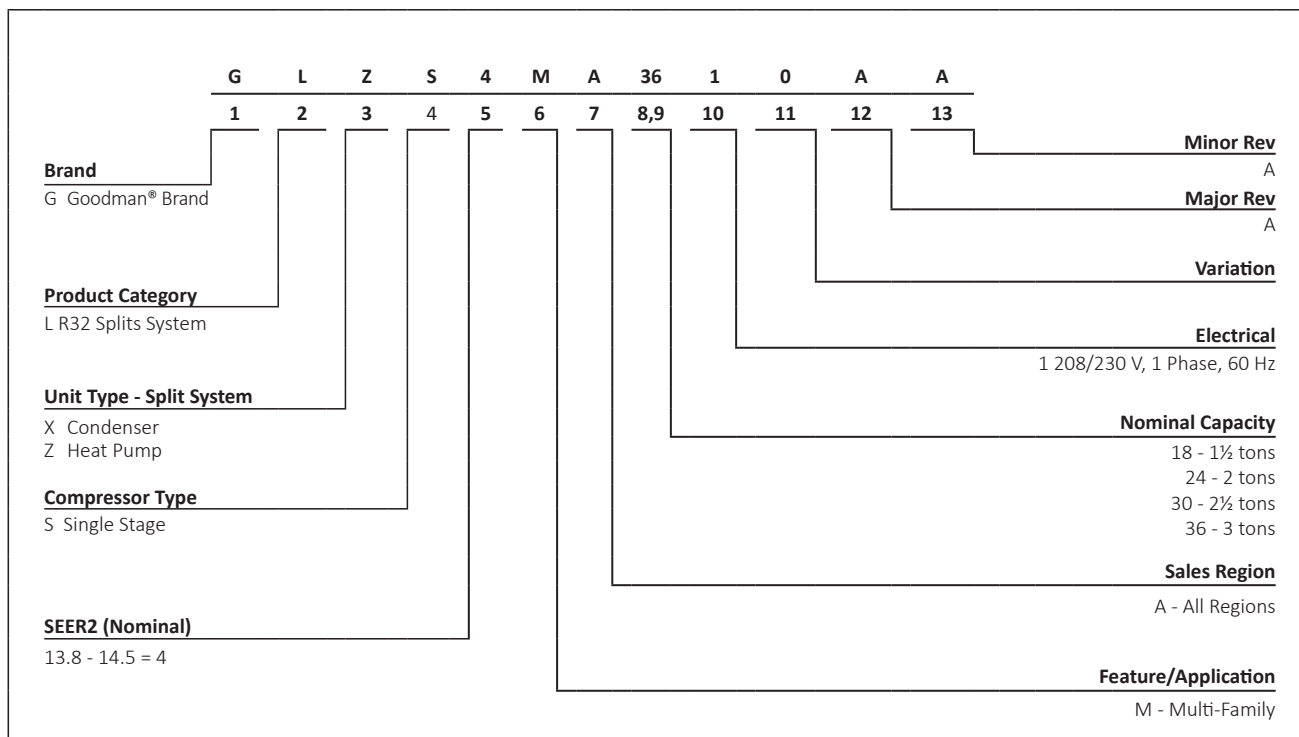 G L Z S 4 M A 36 1 0 A A
1 2 3 4 5 6 7 8,9 10 11 12 13
Brand
G Goodman® Brand
Product Category
L R32 Splits System
Unit Type - Split System
X Condenser
Z Heat Pump
Compressor Type
S Single Stage
SEER2 (Nominal)
13.8 - 14.5 = 4
Minor Rev
A
Major Rev
A
Variation
Electrical
1 208/230 V, 1 Phase, 60 Hz
Nominal Capacity
18 - 1½ tons
24 - 2 tons
30 - 2½ tons
36 - 3 tons
Sales Region
A - All Regions
Feature/Application
M - Multi-Family